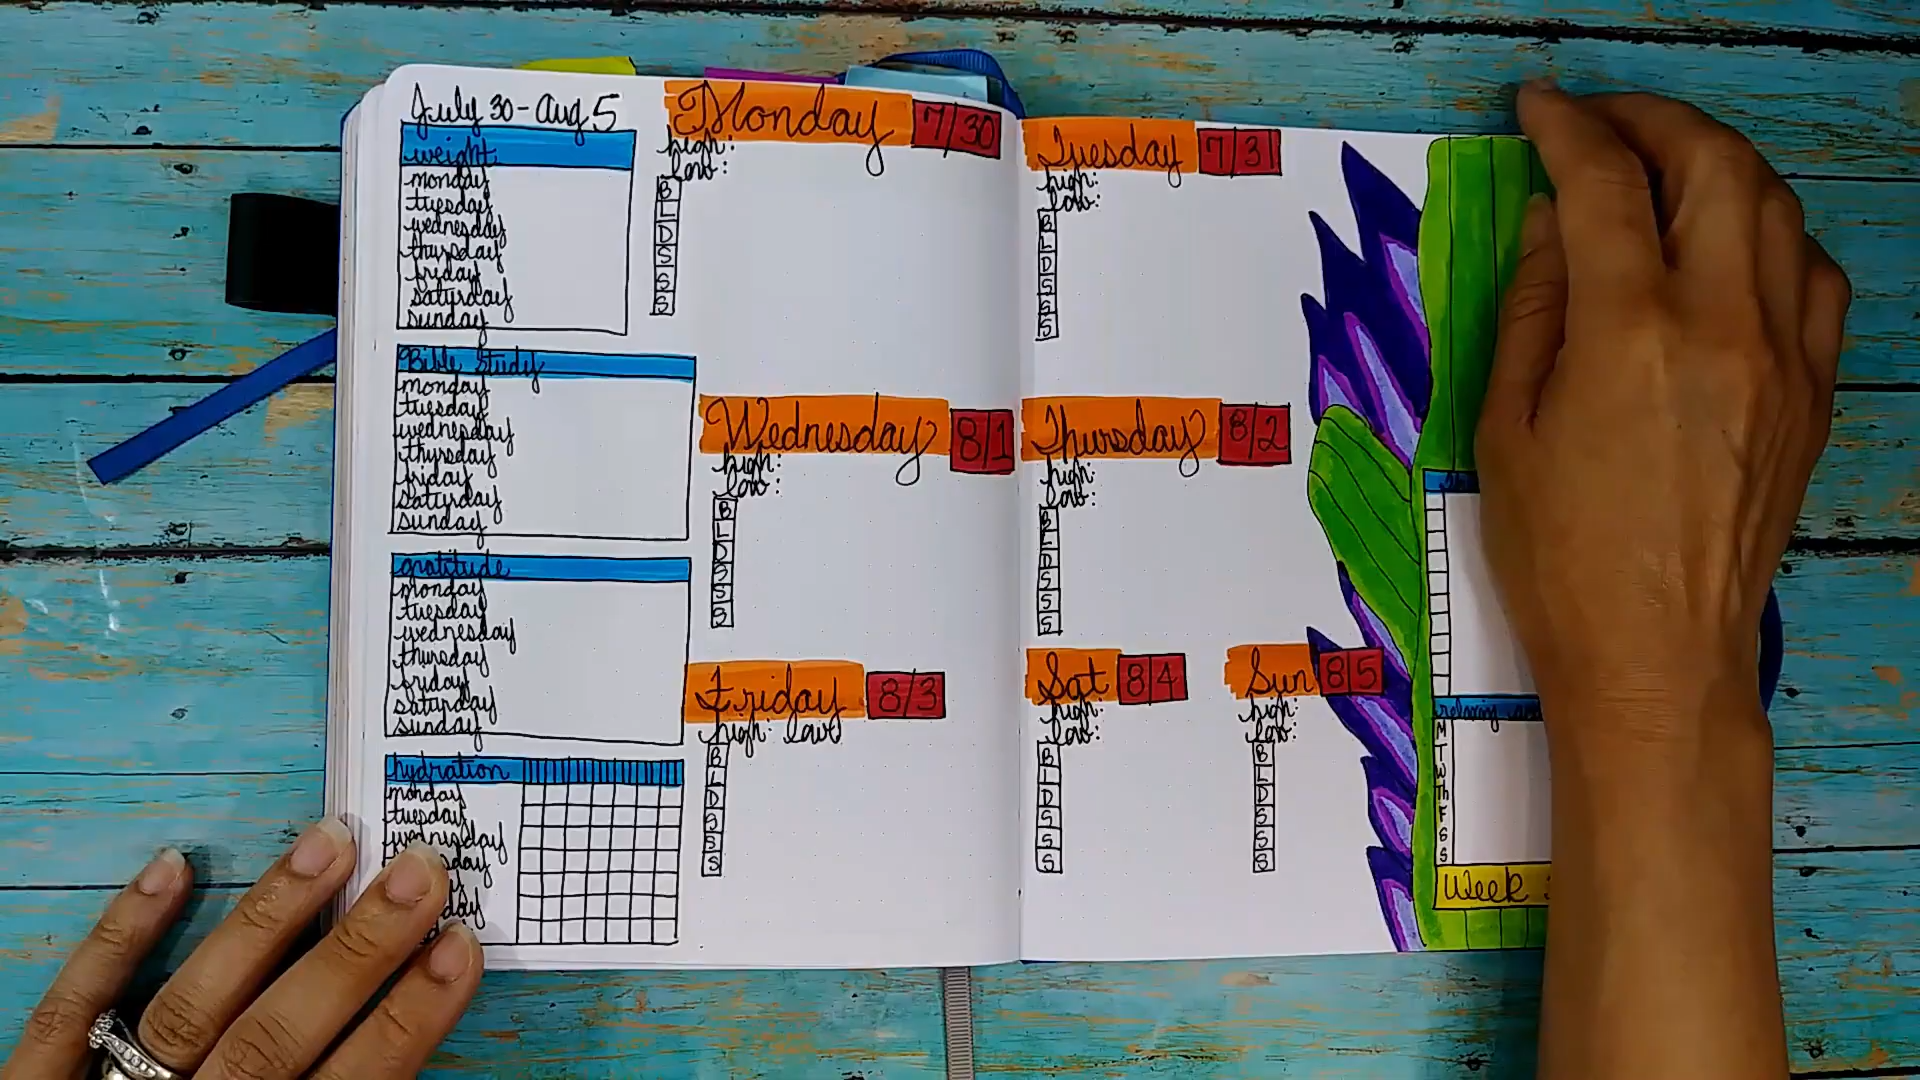 July 30 - Aug 5
weight
monday
tuesday
wednesday
thursday
friday
saturday
sunday
Bible study
monday
tuesday
wednesday
thursday
friday
saturday
sunday
gratitude
monday
tuesday
wednesday
thursday
friday
saturday
sunday
hydration
monday
tuesday
wednesday
Monday 7/30
high:
low:
B
L
D
S
S
S
Wednesday 8/1
high:
low:
B
L
D
S
S
S
Friday 8/3
high: low
B
L
D
S
S
S
Tuesday 7/31
high:
low:
B
L
D
S
S
S
Thursday 8/2
high:
low:
B
L
D
S
S
S
Sat 8/4
high:
low:
B
L
D
S
S
S
Sun 8/5
high:
low:
B
L
D
S
S
S
M
T
W
Th
F
S
S
Week